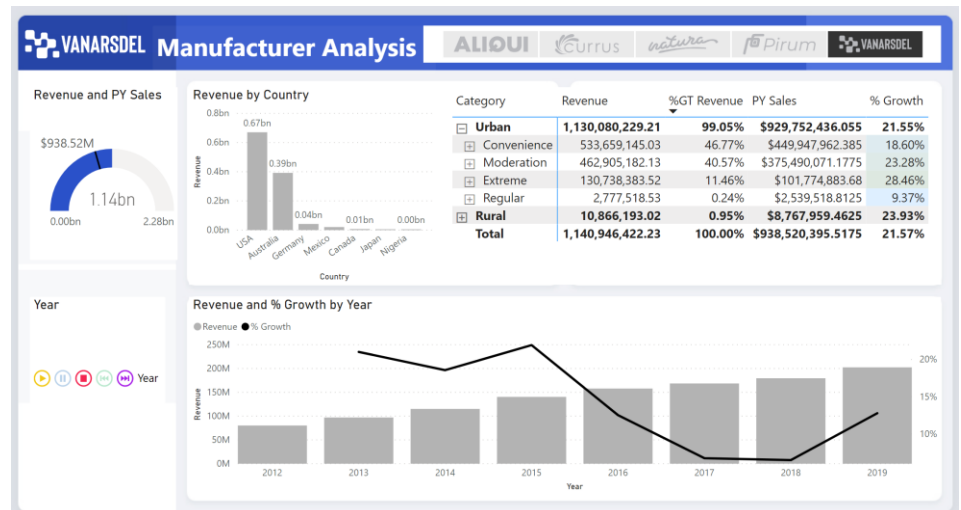 VANARSDEL Manufacturer Analysis
ALIQUI Currus natura Pirum VANARSDEL
Revenue and PY Sales
$938.52M
1.14bn
0.00bn 2.28bn
Revenue by Country
0.8bn
0.6bn
0.4bn
0.2bn
0.0bn
Revenue
0.67bn
0.39bn
0.04bn
0.01bn
0.00bn
USA Australia Germany Mexico Canada Japan Nigeria
Country
Category Revenue %GT Revenue PY Sales % Growth
Urban 1,130,080,229.21 99.05% $929,752,436.055 21.55%
Convenience 533,659,145.03 46.77% $449,947,962.385 18.60%
Moderation 462,905,182.13 40.57% $375,490,071.1775 23.28%
Extreme 130,738,383.52 11.46% $101,774,883.68 28.46%
Regular 2,777,518.53 0.24% $2,539,518.8125 9.37%
Rural 10,866,193.02 0.95% $8,767,959.4625 23.93%
Total 1,140,946,422.23 100.00% $938,520,395.5175 21.57%
Year
Year
Revenue and % Growth by Year
Revenue % Growth
250M
200M
150M
100M
50M
0M
Revenue
20%
15%
10%
2012 2013 2014 2015 2016 2017 2018 2019
Year